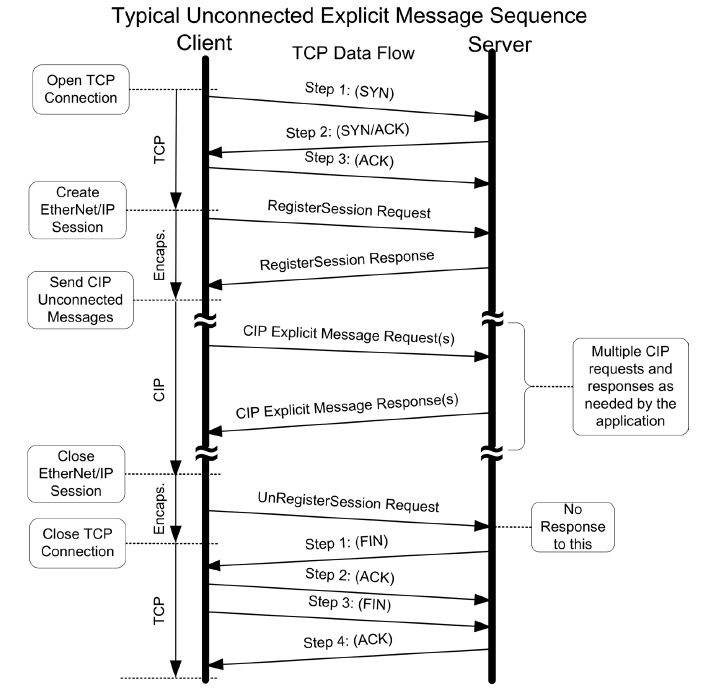 Typical Unconnected Explicit Message Sequence
Client
TCP Data Flow
Server
Open TCP
Connection
Step 1: (SYN)
Step 2: (SYN/ACK)
Step 3: (ACK)
TCP
Create
EtherNet/IP
Session
RegisterSession Request
Encaps.
RegisterSession Response
Send CIP
Unconnected
Messages
CIP Explicit Message Request(s)
CIP
CIP Explicit Message Response(s)
Multiple CIP
requests and
responses as
needed by the
application
Close
EtherNet/IP
Session
Encaps.
UnRegisterSession Request
No
Response
to this
Close TCP
Connection
Step 1: (FIN)
Step 2: (ACK)
Step 3: (FIN)
TCP
Step 4: (ACK)